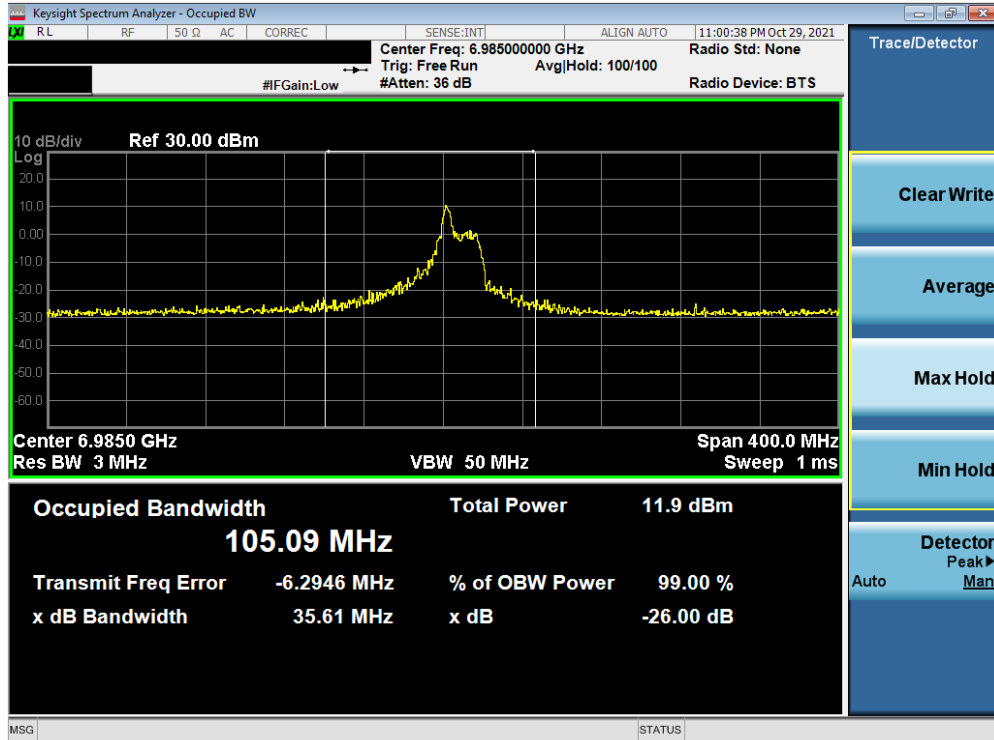 Keysight Spectrum Analyzer - Occupied BW
LXI RL RF 50 Ω AC CORREC SENSE:INT ALIGN AUTO 11:00:38 PM Oct 29, 2021
Center Freq: 6.985000000 GHz Radio Std: None
Trig: Free Run Avg|Hold: 100/100
#IFGain:Low #Atten: 36 dB Radio Device: BTS
10 dB/div Ref 30.00 dBm
Log
20.0
10.0
0.00
-10.0
-20.0
-30.0
-40.0
-50.0
-60.0
Center 6.9850 GHz Span 400.0 MHz
Res BW 3 MHz VBW 50 MHz Sweep 1 ms
Occupied Bandwidth Total Power 11.9 dBm
105.09 MHz
Transmit Freq Error -6.2946 MHz % of OBW Power 99.00 %
x dB Bandwidth 35.61 MHz x dB -26.00 dB
MSG STATUS
Trace/Detector
Clear Write
Average
Max Hold
Min Hold
Detector
Peak▶
Auto Man